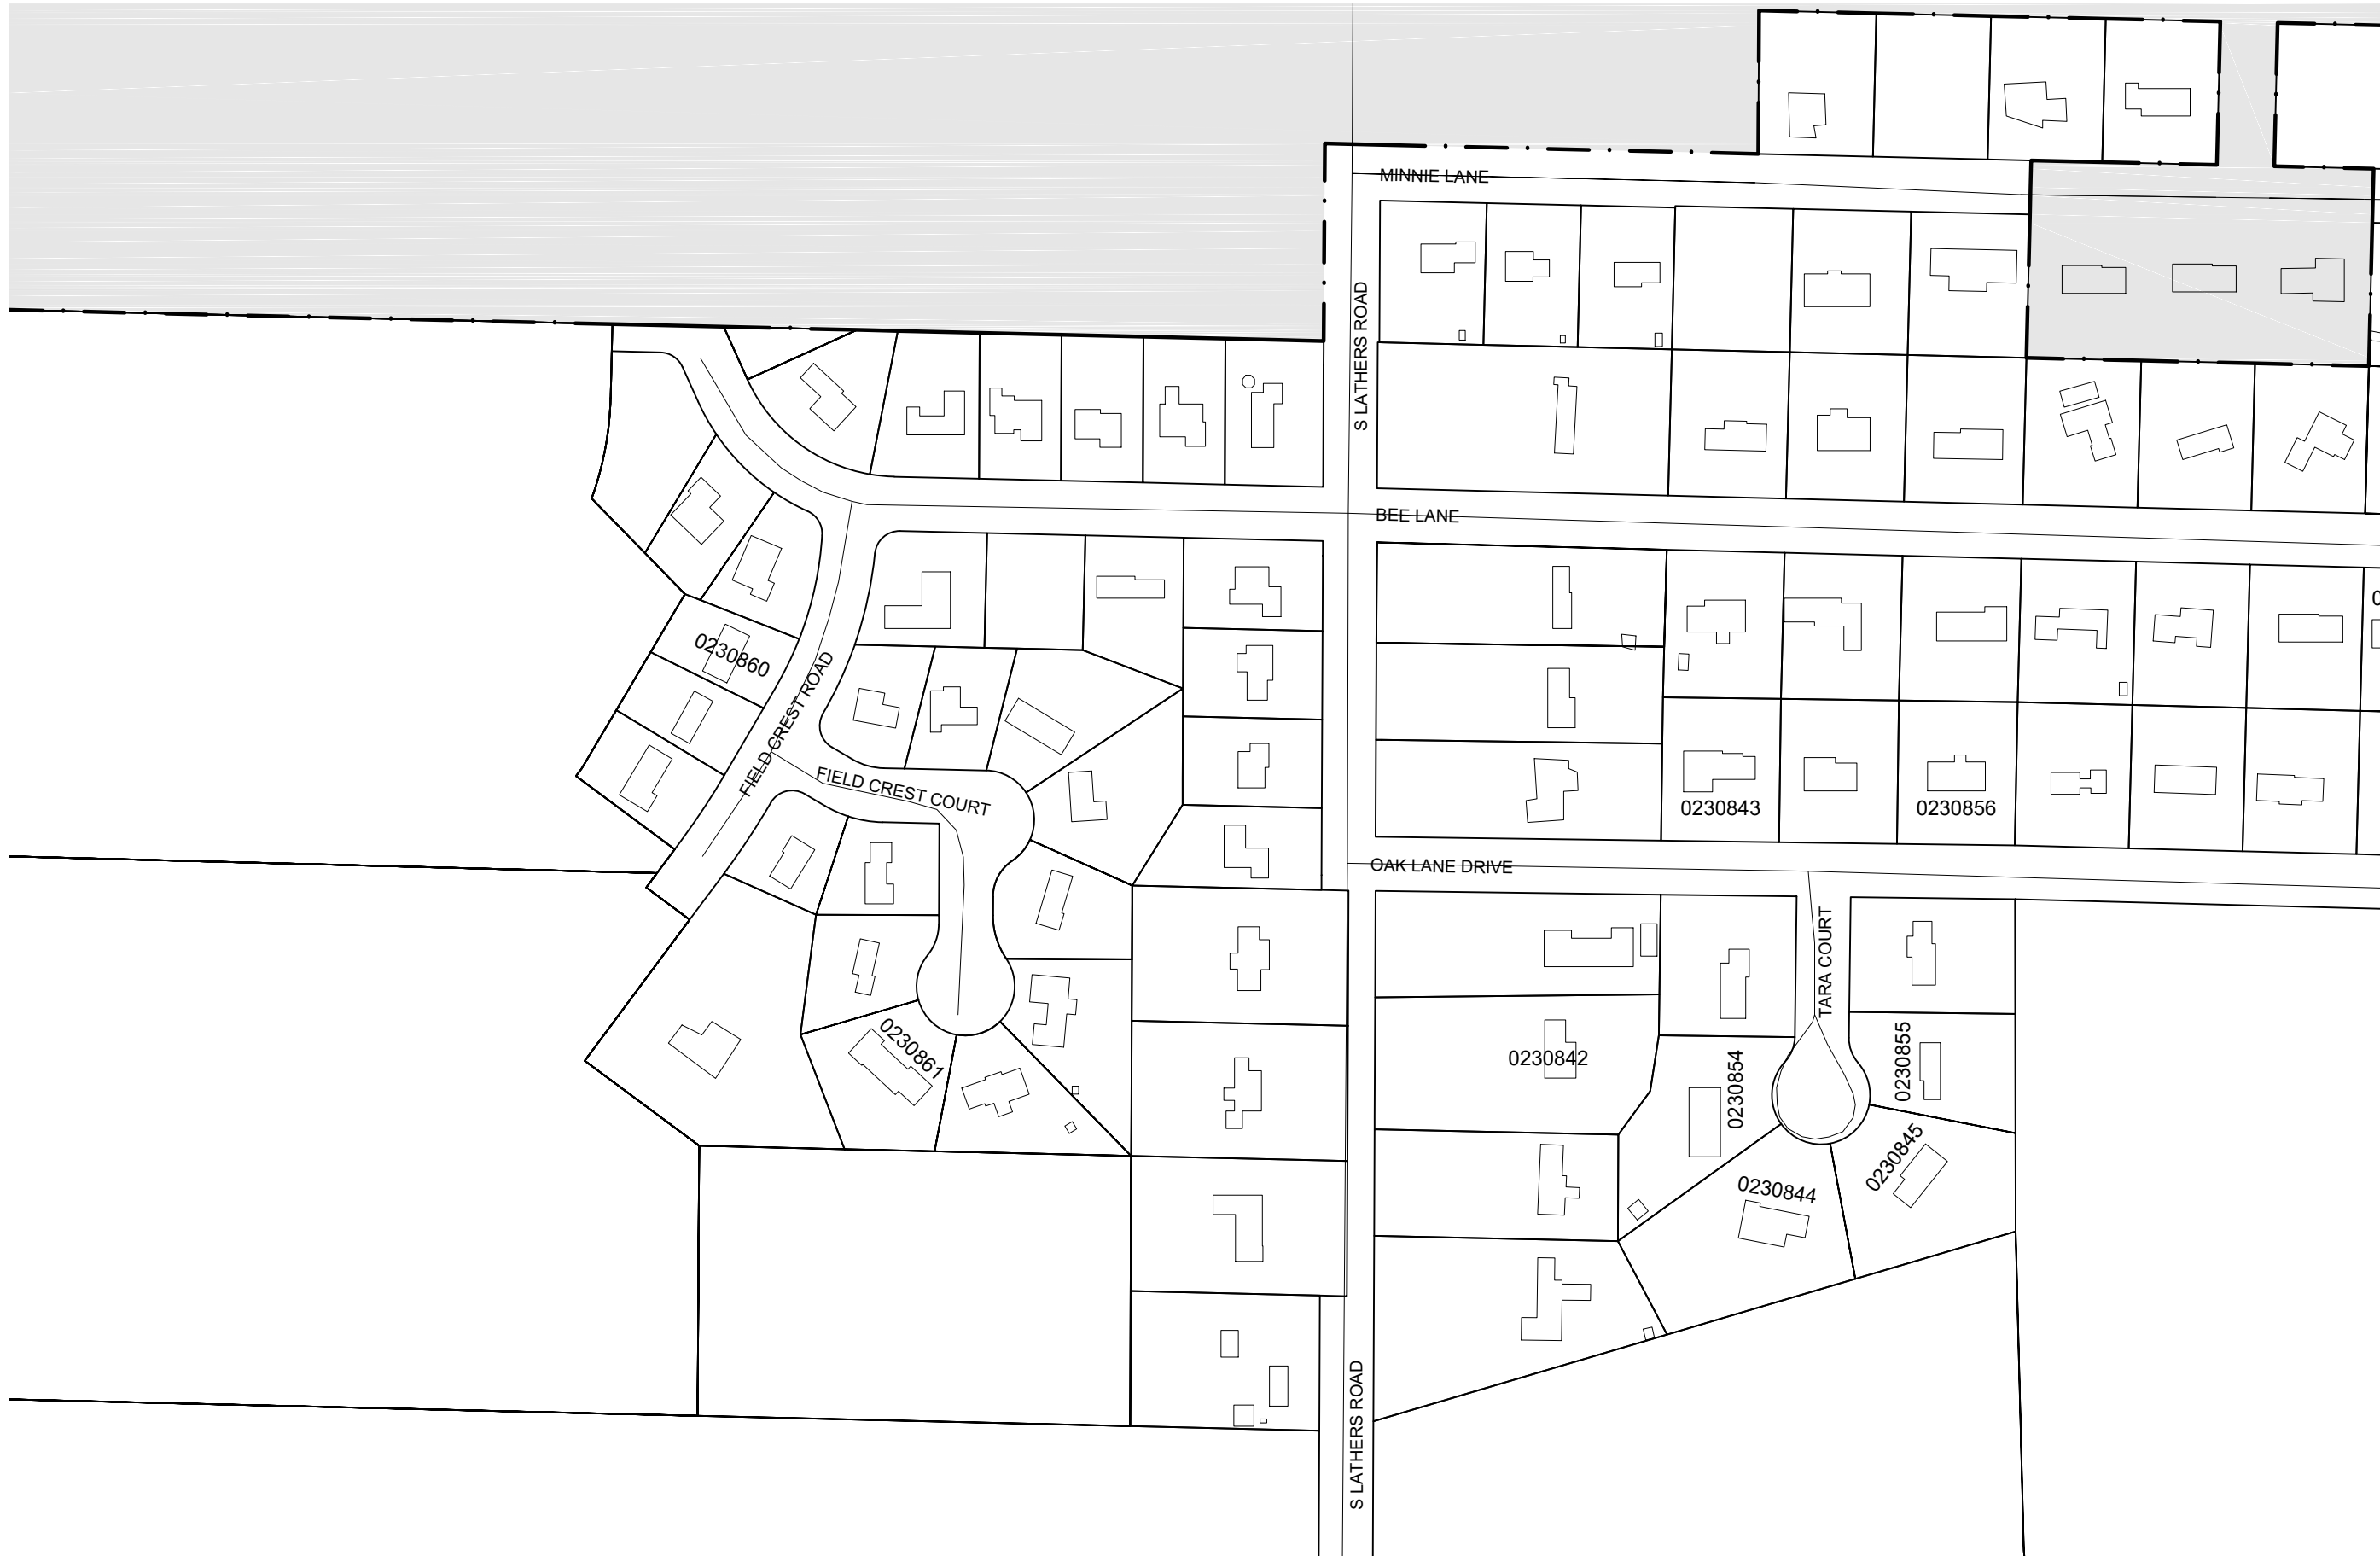 MINNIE LANE
S LATHERS ROAD
BEE LANE
0230860
FIELD CREST ROAD
FIELD CREST COURT
0230843
0230856
OAK LANE DRIVE
TARA COURT
0230861
0230842
0230854
0230855
0230845
0230844
S LATHERS ROAD